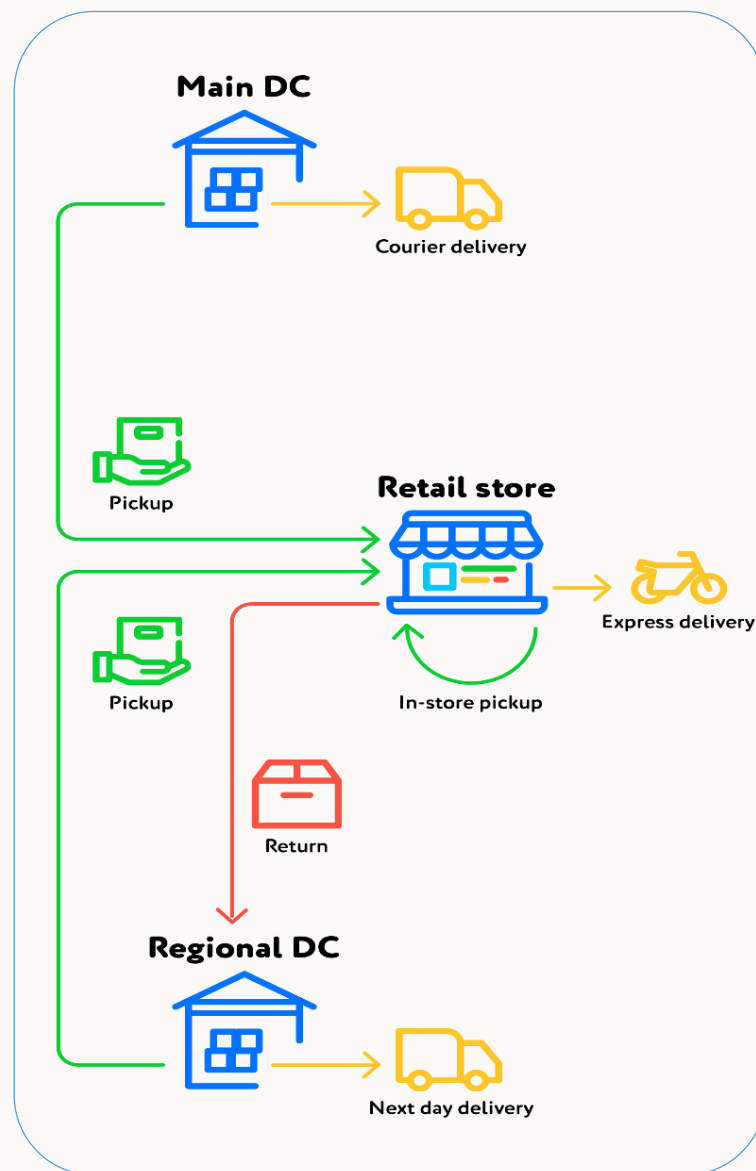 Main DC
Courier delivery
Pickup
Retail store
Express delivery
Pickup
In-store pickup
Return
Regional DC
Next day delivery